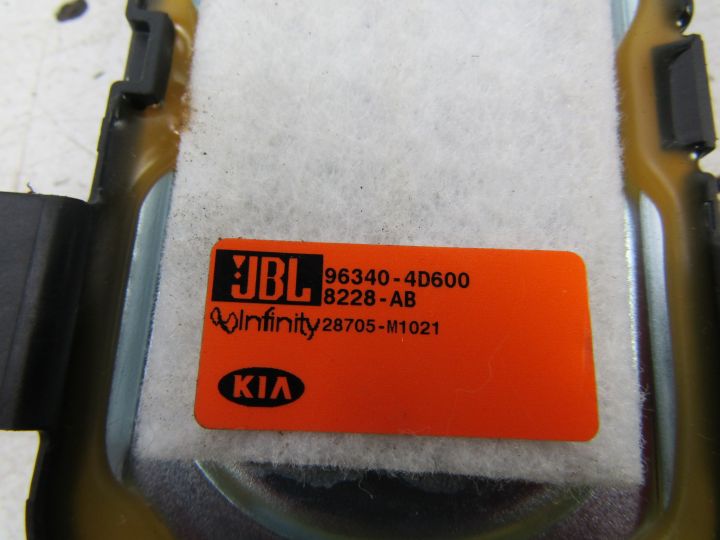 JBL 96340-4D600
8228-AB
Infinity 28705-M1021
KIA